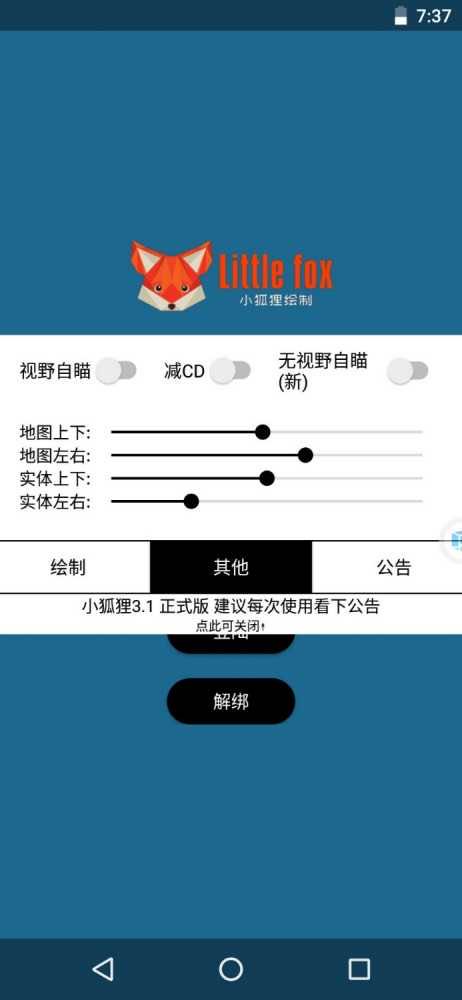 7:37
Little fox
小狐狸绘制
视野自瞄
减CD
无视野自瞄
(新)
地图上下:
地图左右:
实体上下:
实体左右:
绘制
其他
公告
小狐狸3.1 正式版 建议每次使用看下公告
点此可关闭↑
解绑